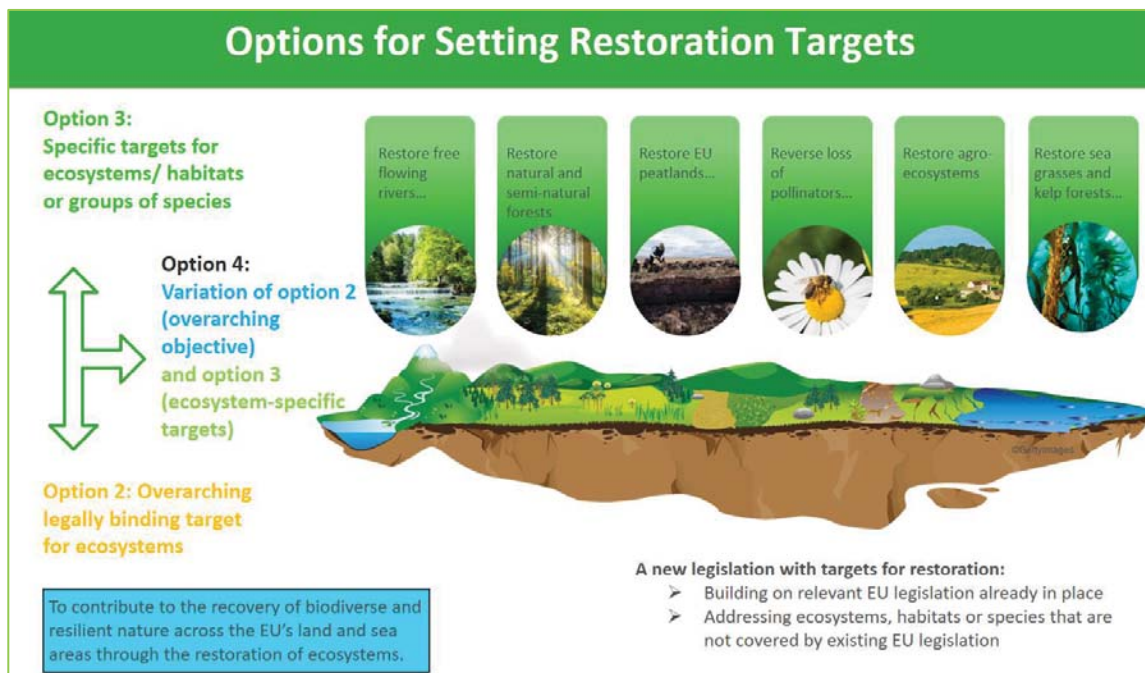 Options for Setting Restoration Targets
Option 3:
Specific targets for
ecosystems/ habitats
or groups of species
Restore free
flowing
rivers...
Restore
natural and
semi-natural
forests
Restore EU
peatlands...
Reverse loss
of
pollinators...
Restore agro-
ecosystems
Restore sea
grasses and
kelp forests...
Option 4:
Variation of option 2
(overarching
objective)
and option 3
(ecosystem-specific
targets)
©GettyImages
Option 2: Overarching
legally binding target
for ecosystems
To contribute to the recovery of biodiverse and
resilient nature across the EU's land and sea
areas through the restoration of ecosystems.
A new legislation with targets for restoration:
➤ Building on relevant EU legislation already in place
➤ Addressing ecosystems, habitats or species that are
not covered by existing EU legislation